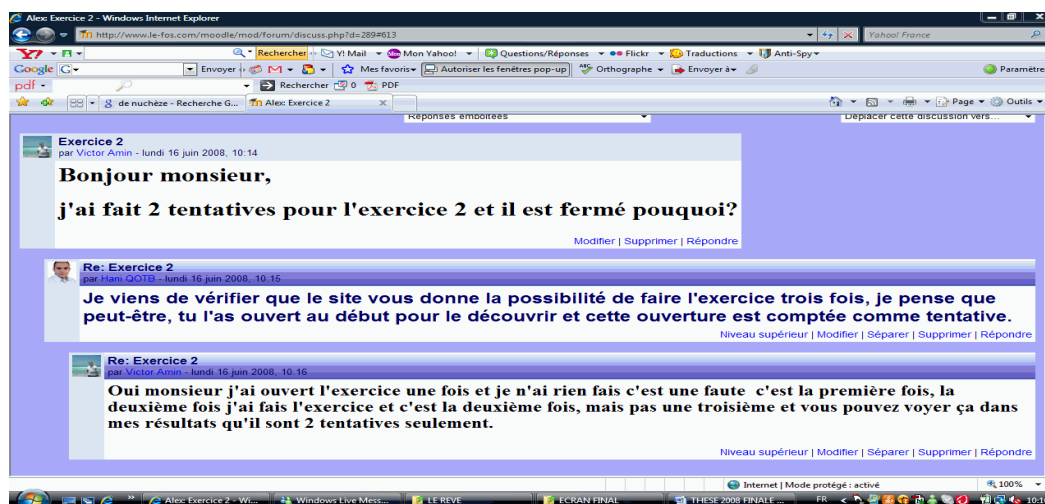 Alex: Exercice 2 - Windows Internet Explorer
http://www.le-fos.com/moodle/mod/forum/discuss.php?d=289#613
Yahoo! France
Rechercher Y! Mail Mon Yahoo! Questions/Réponses Flickr Traductions Anti-Spy
Google G Envoyer Mes favoris Autoriser les fenêtres pop-up Orthographe Envoyer à Paramètre
pdf Rechercher 0 PDF
de nuchèze - Recherche G... Alex: Exercice 2 Page Outils
Réponses emboîtées Déplacer cette discussion vers...
Exercice 2
par Victor Amin - lundi 16 juin 2008, 10:14
Bonjour monsieur,
j'ai fait 2 tentatives pour l'exercice 2 et il est fermé pouquoi?
Modifier | Supprimer | Répondre
Re: Exercice 2
par Hani QOTB - lundi 16 juin 2008, 10:15
Je viens de vérifier que le site vous donne la possibilité de faire l'exercice trois fois, je pense que
peut-être, tu l'as ouvert au début pour le découvrir et cette ouverture est comptée comme tentative.
Niveau supérieur | Modifier | Séparer | Supprimer | Répondre
Re: Exercice 2
par Victor Amin - lundi 16 juin 2008, 10:16
Oui monsieur j'ai ouvert l'exercice une fois et je n'ai rien fais c'est une faute c'est la première fois, la
deuxième fois j'ai fais l'exercice et c'est la deuxième fois, mais pas une troisième et vous pouvez voyer ça dans
mes résultats qu'il sont 2 tentatives seulement.
Niveau supérieur | Modifier | Séparer | Supprimer | Répondre
Internet | Mode protégé : activé 100%
Alex: Exercice 2 - Wi... Windows Live Mess... LE REVE ECRAN FINAL THESE 2008 FINALE ... FR 10:16